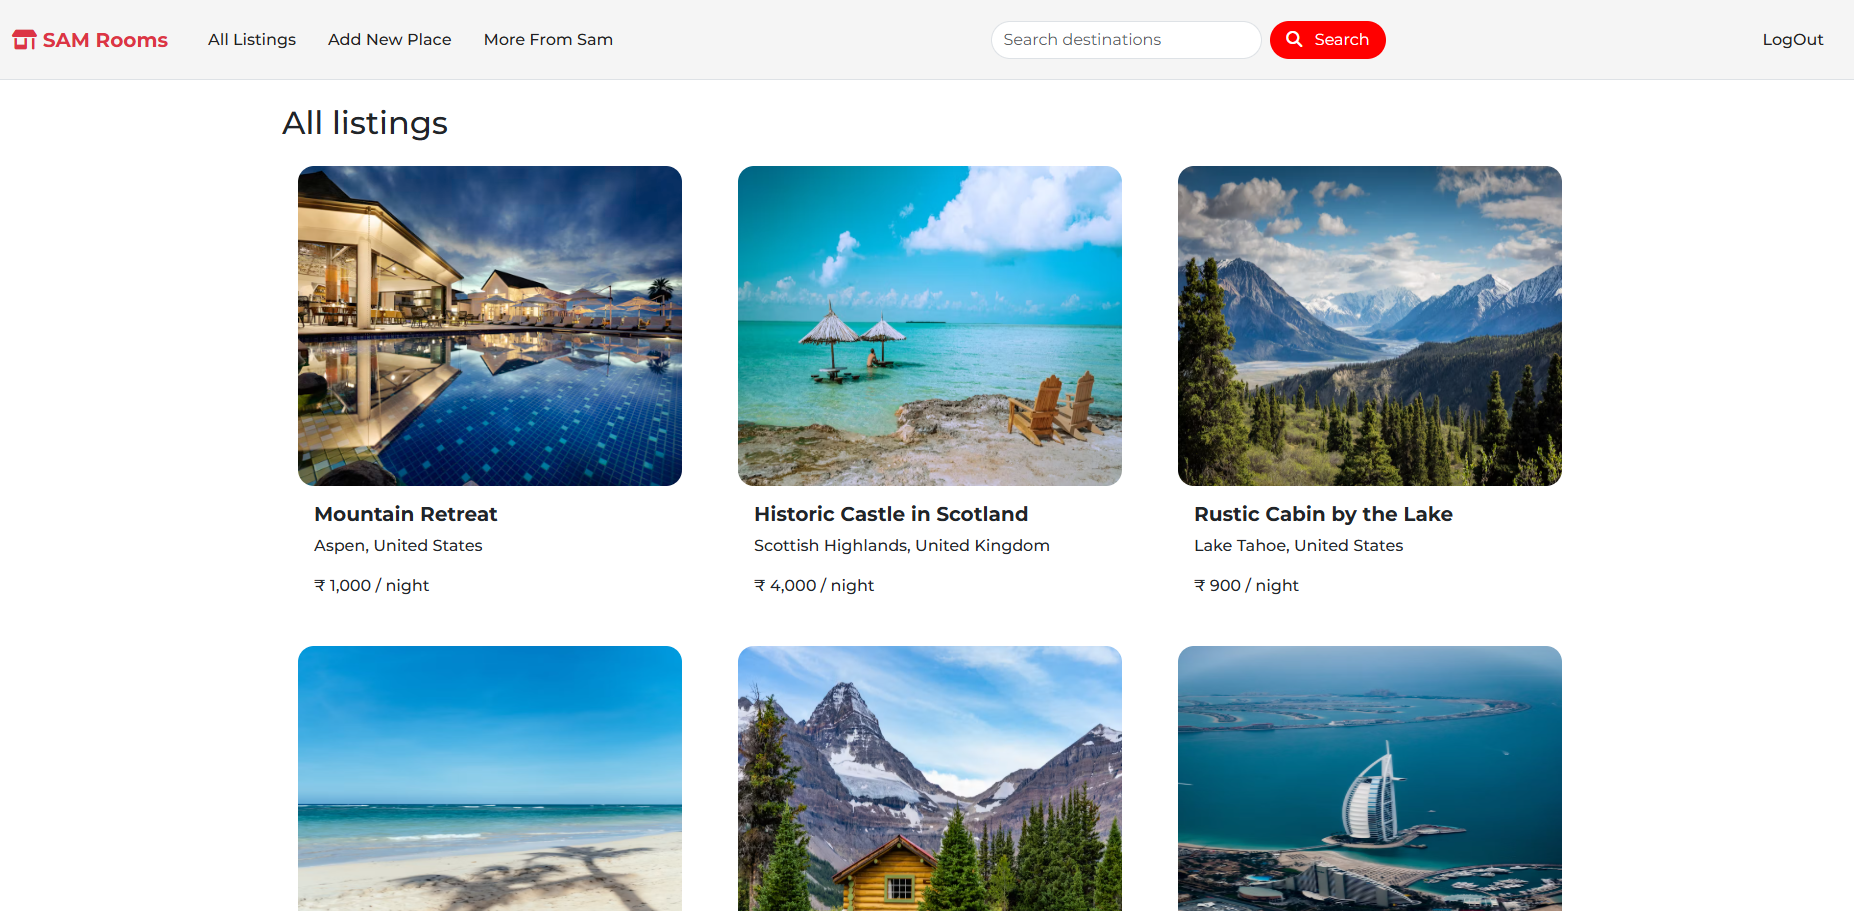 SAM Rooms All Listings Add New Place More From Sam Search destinations Search LogOut
All listings
Mountain Retreat
Aspen, United States
₹ 1,000 / night
Historic Castle in Scotland
Scottish Highlands, United Kingdom
₹ 4,000 / night
Rustic Cabin by the Lake
Lake Tahoe, United States
₹ 900 / night